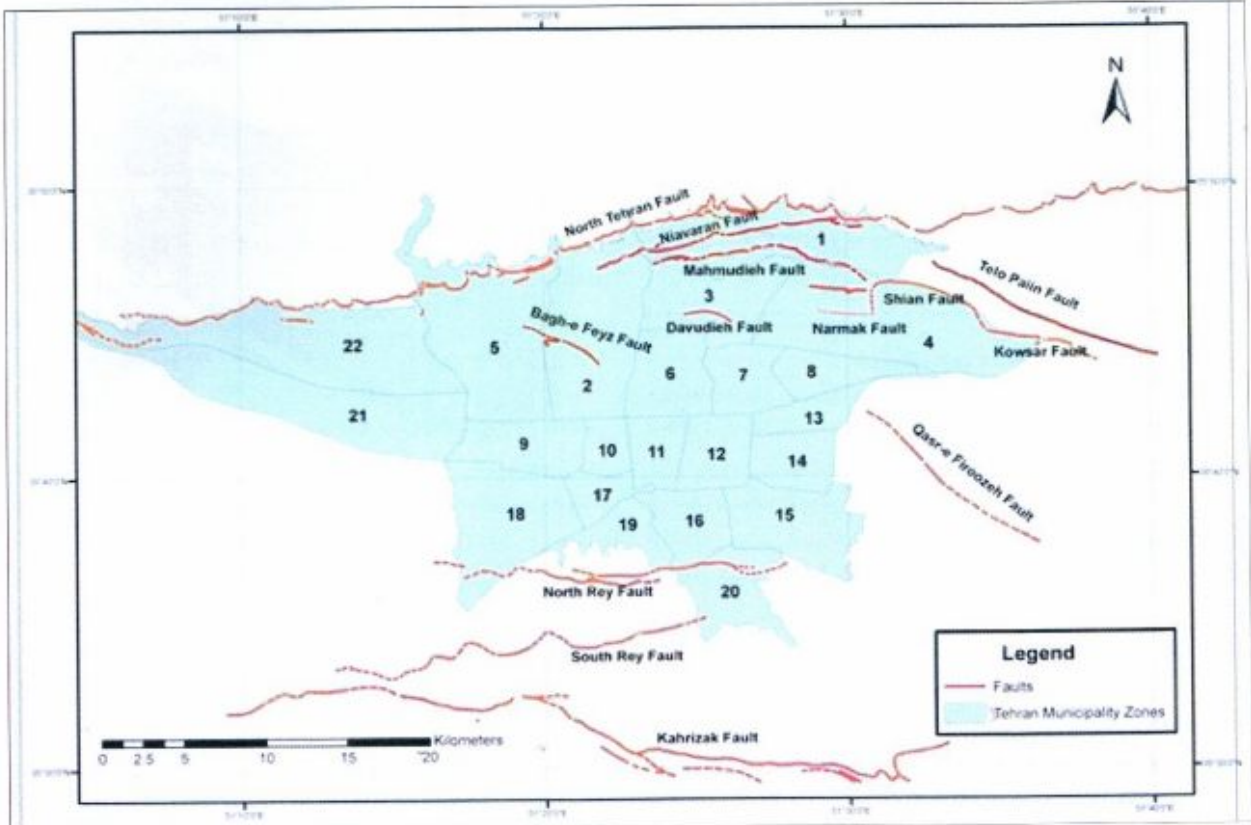 N
North Tehran Fault
Niavaran Fault
1
Mahmudieh Fault
Telo Paiin Fault
3
Shian Fault
Bagh-e Feyz Fault
Davudieh Fault
Narmak Fault
4
22
5
Kowsar Fault
6
7
8
2
21
13
Qasr-e Firoozeh Fault
9
10
11
12
14
17
18
19
16
15
North Rey Fault
20
South Rey Fault
Legend
Faults
Tehran Municipality Zones
Kahrizak Fault
Kilometers
0 2.5 5 10 15 20